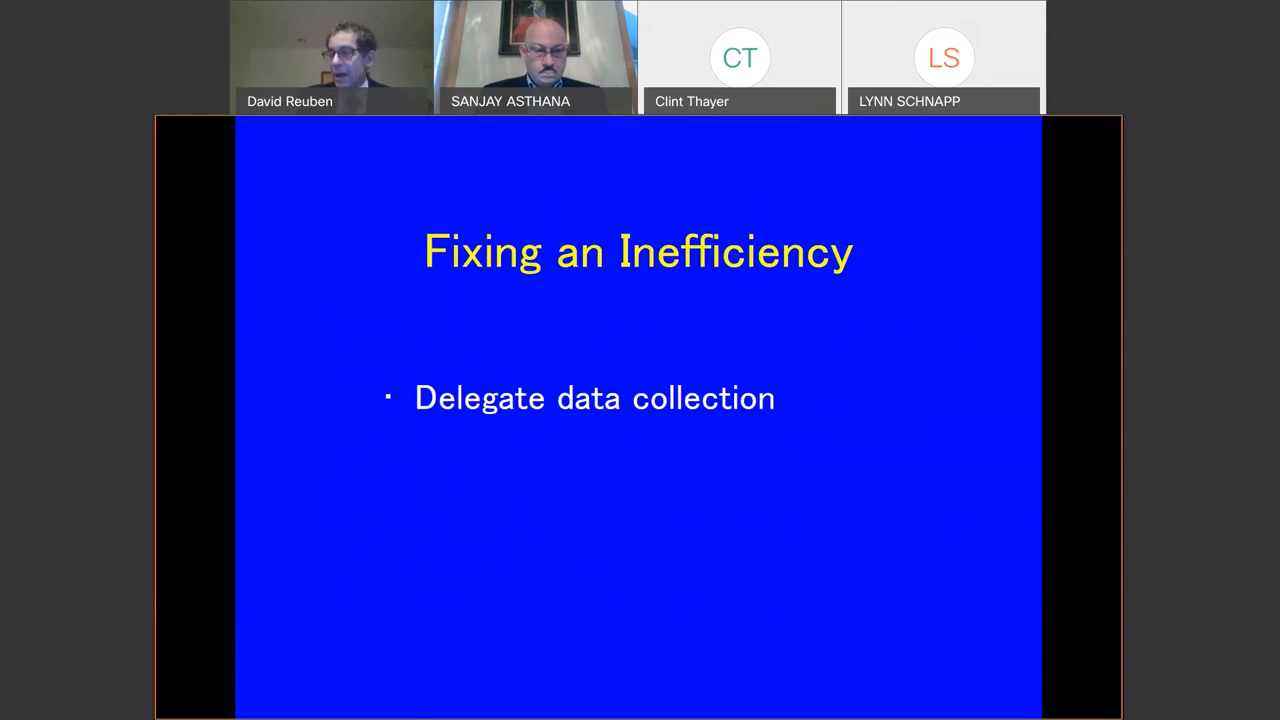 David Reuben
SANJAY ASTHANA
CT
Clint Thayer
LS
LYNN SCHNAPP
Fixing an Inefficiency
· Delegate data collection